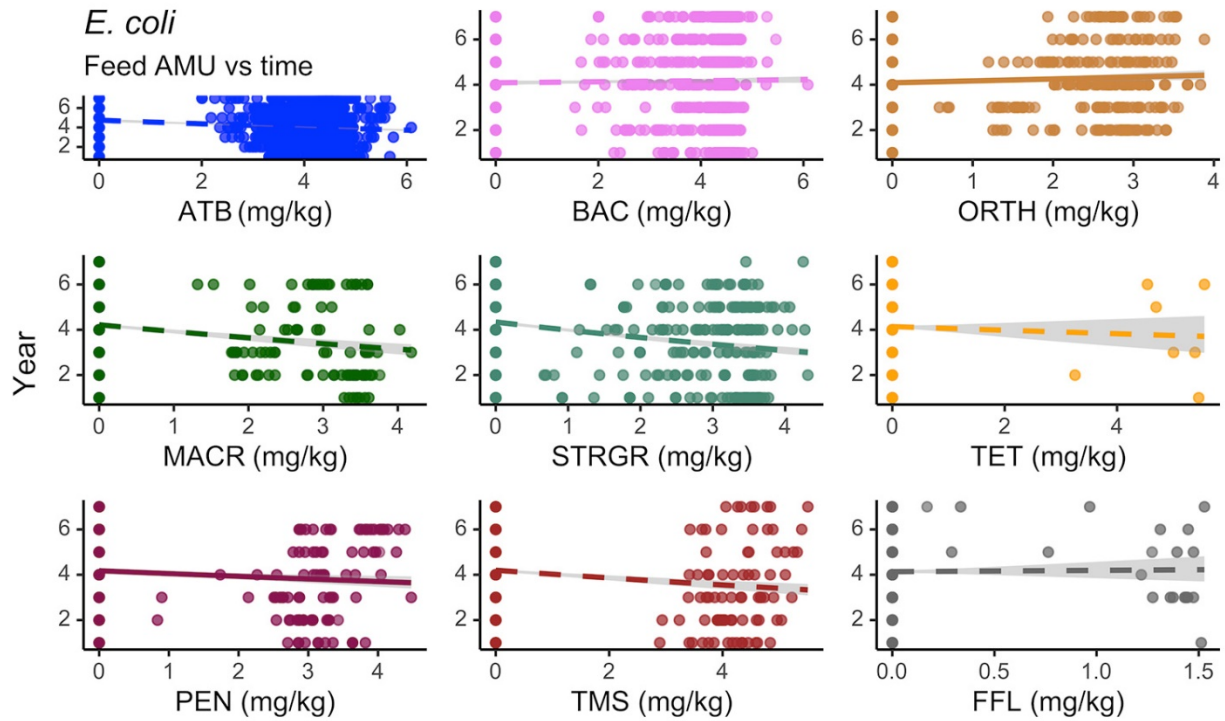 E. coli
Feed AMU vs time
6
4
2
0 2 4 6
ATB (mg/kg)
6
4
2
0 2 4 6
BAC (mg/kg)
6
4
2
0 1 2 3 4
ORTH (mg/kg)
Year
6
4
2
0 1 2 3 4
MACR (mg/kg)
6
4
2
0 1 2 3 4
STRGR (mg/kg)
6
4
2
0 2 4
TET (mg/kg)
6
4
2
0 1 2 3 4
PEN (mg/kg)
6
4
2
0 2 4
TMS (mg/kg)
6
4
2
0.0 0.5 1.0 1.5
FFL (mg/kg)